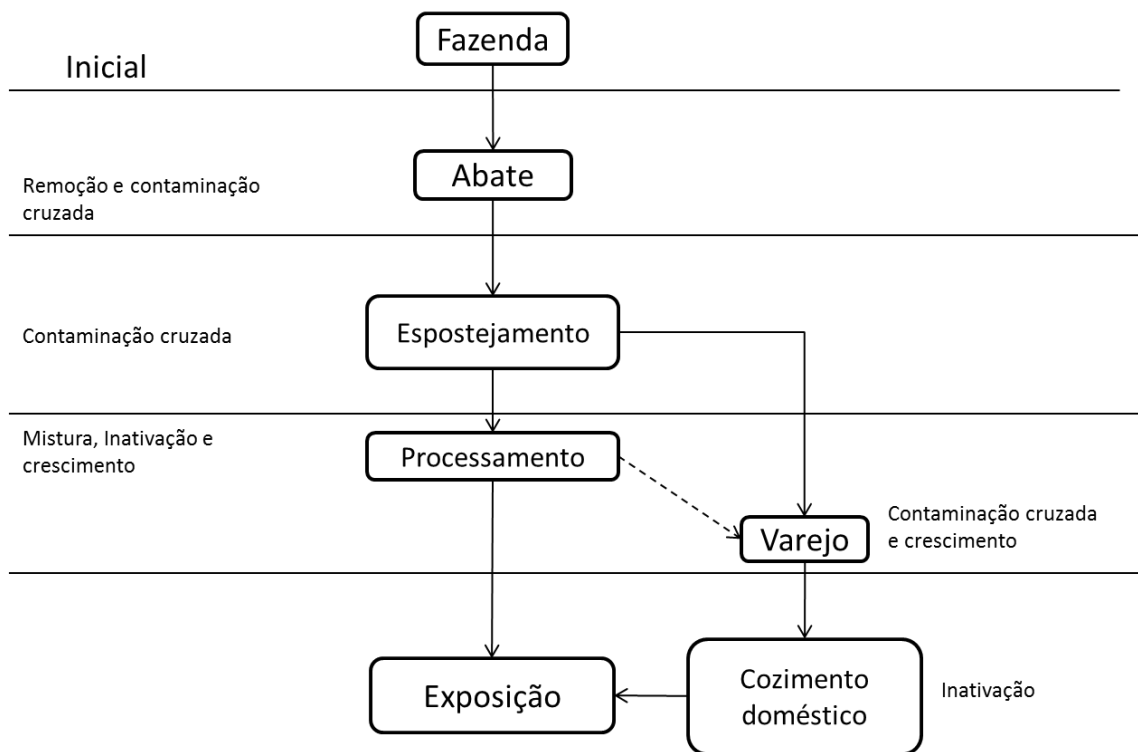 Fazenda
Inicial
Abate
Remoção e contaminação
cruzada
Espostejamento
Contaminação cruzada
Mistura, Inativação e
crescimento
Processamento
Varejo
Contaminação cruzada
e crescimento
Exposição
Cozimento
doméstico
Inativação